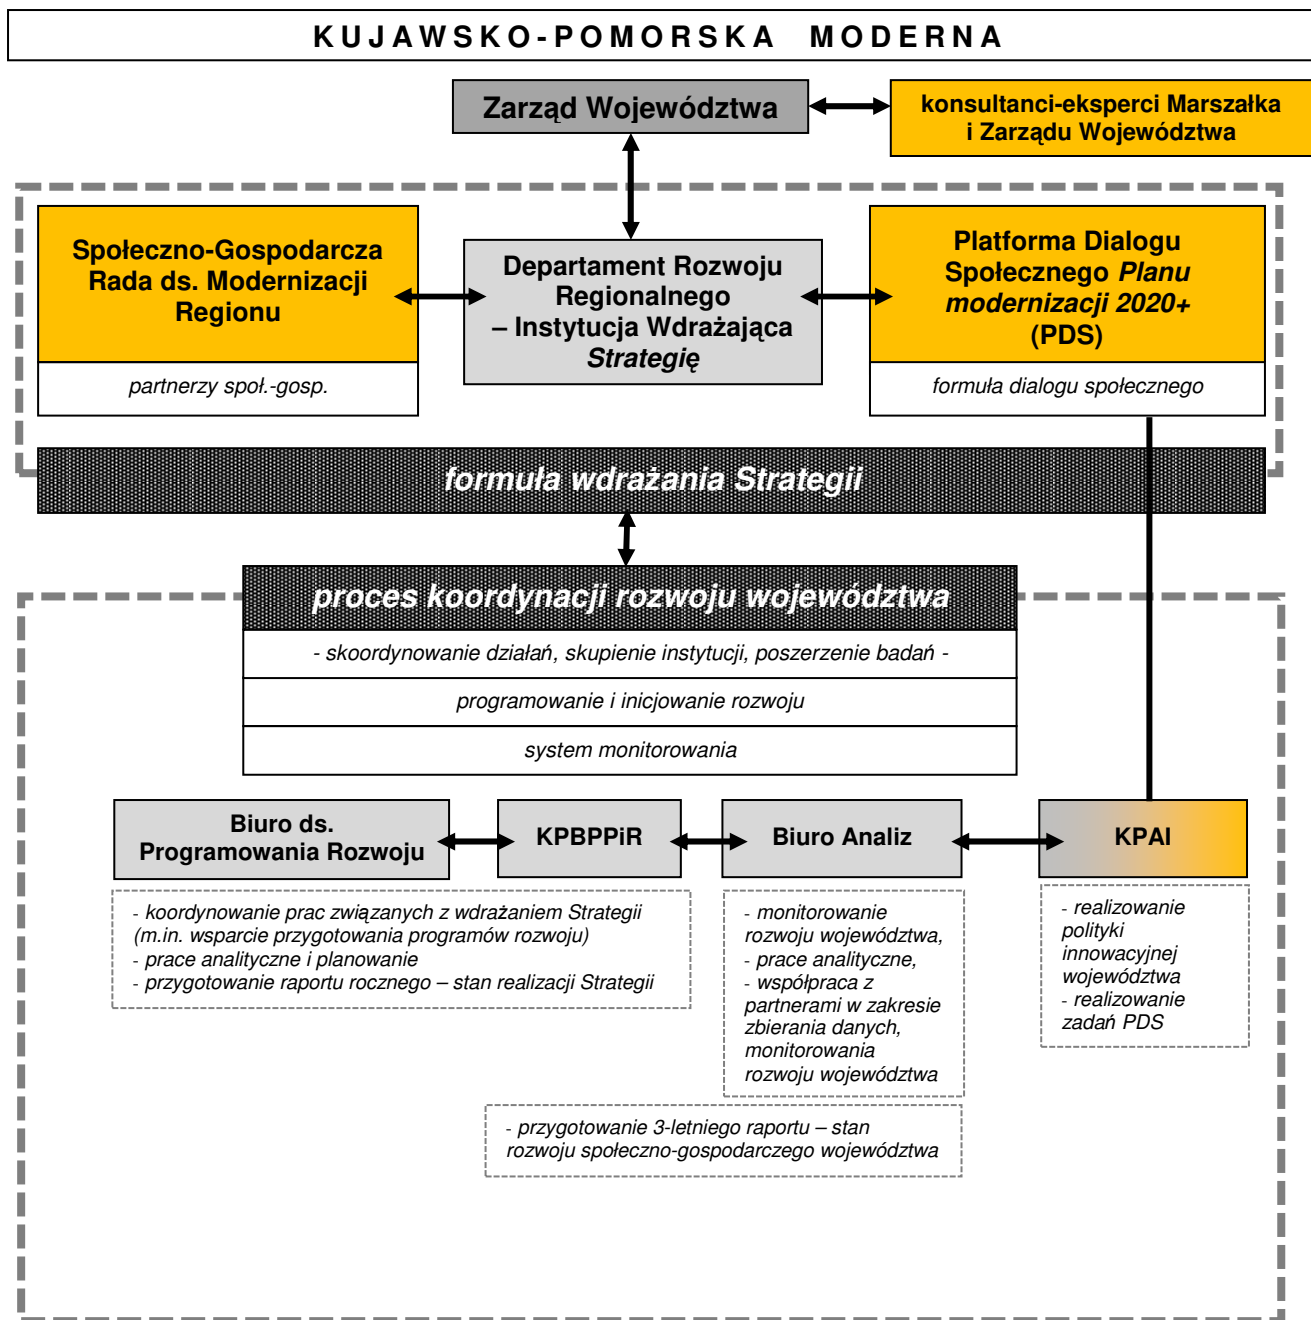 KUJAWSKO-POMORSKA MODERNA
Zarząd Województwa
konsultanci-eksperci Marszałka
i Zarządu Województwa
Społeczno-Gospodarcza
Rada ds. Modernizacji
Regionu
partnerzy społ.-gosp.
Departament Rozwoju
Regionalnego
– Instytucja Wdrażająca
Strategię
Platforma Dialogu
Społecznego Planu
modernizacji 2020+
(PDS)
formuła dialogu społecznego
formuła wdrażania Strategii
proces koordynacji rozwoju województwa
- skoordynowanie działań, skupienie instytucji, poszerzenie badań -
programowanie i inicjowanie rozwoju
system monitorowania
Biuro ds.
Programowania Rozwoju
KPBPPiR
Biuro Analiz
KPAI
- koordynowanie prac związanych z wdrażaniem Strategii
(m.in. wsparcie przygotowania programów rozwoju)
- prace analityczne i planowanie
- przygotowanie raportu rocznego – stan realizacji Strategii
- monitorowanie
rozwoju województwa,
- prace analityczne,
- współpraca z
partnerami w zakresie
zbierania danych,
monitorowania
rozwoju województwa
- realizowanie
polityki
innowacyjnej
województwa
- realizowanie
zadań PDS
- przygotowanie 3-letniego raportu – stan
rozwoju społeczno-gospodarczego województwa